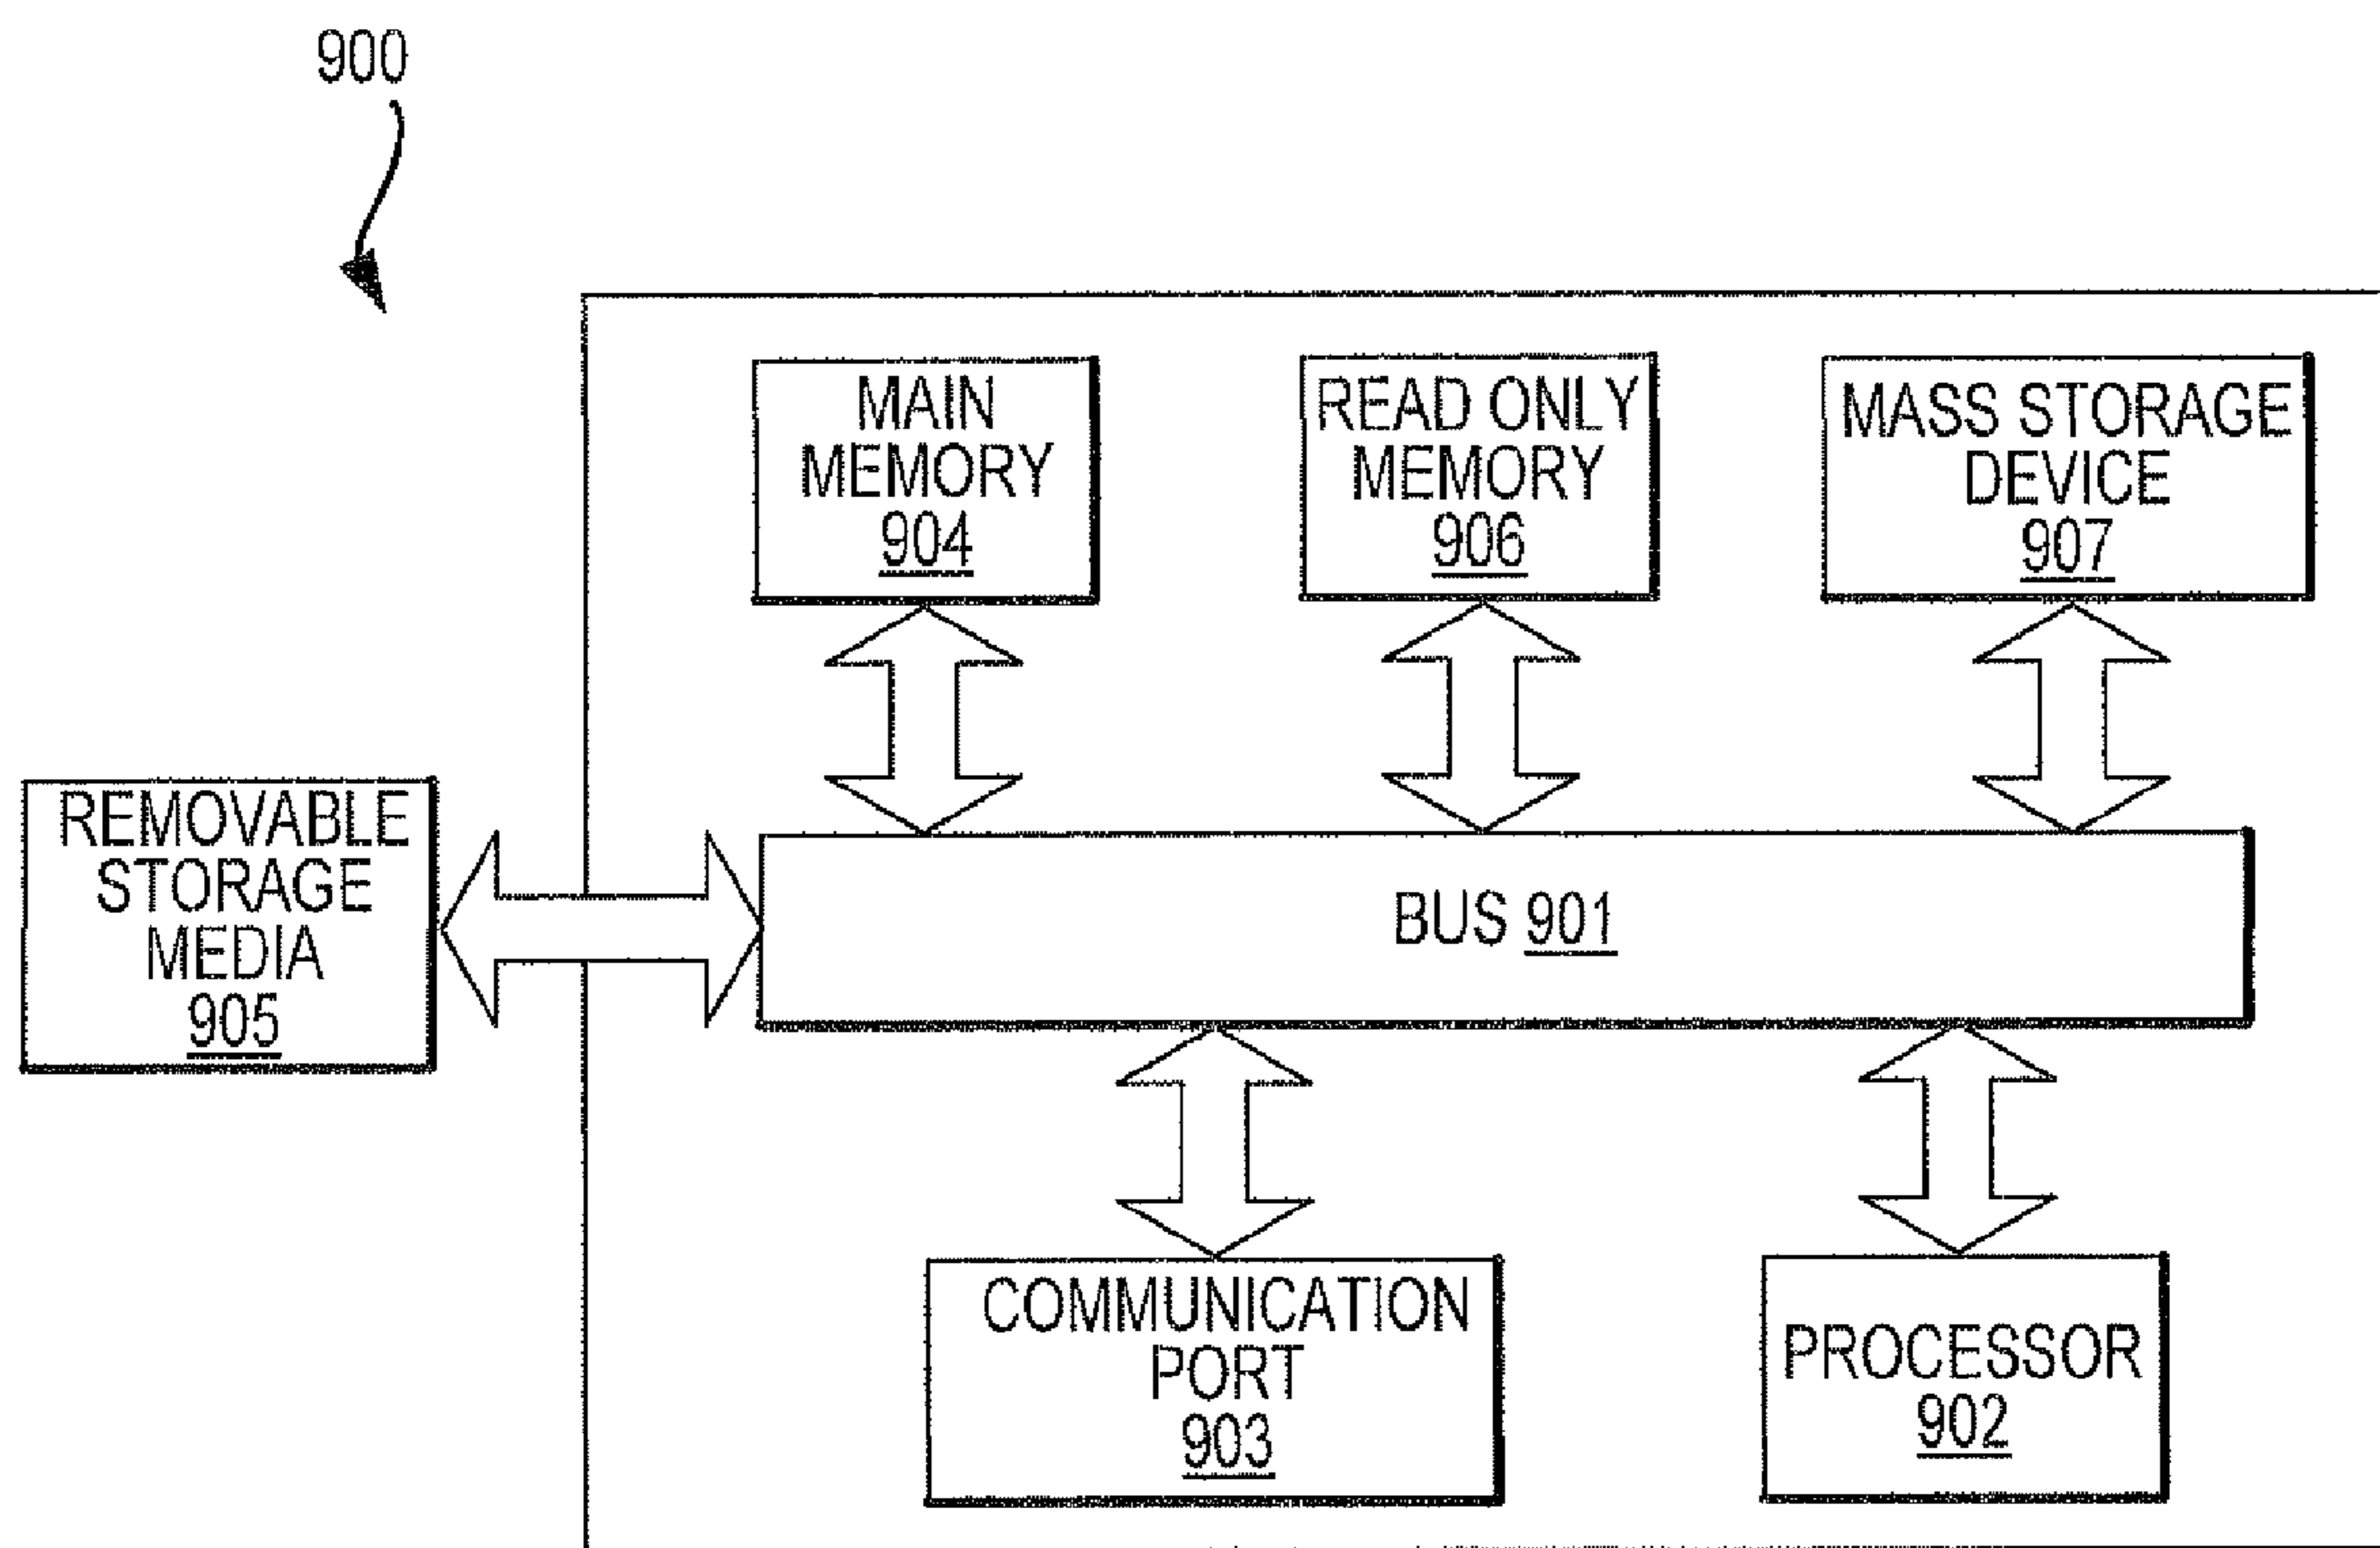 900
MAIN
MEMORY
904
READ ONLY
MEMORY
906
MASS STORAGE
DEVICE
907
REMOVABLE
STORAGE
MEDIA
905
BUS 901
COMMUNICATION
PORT
903
PROCESSOR
902